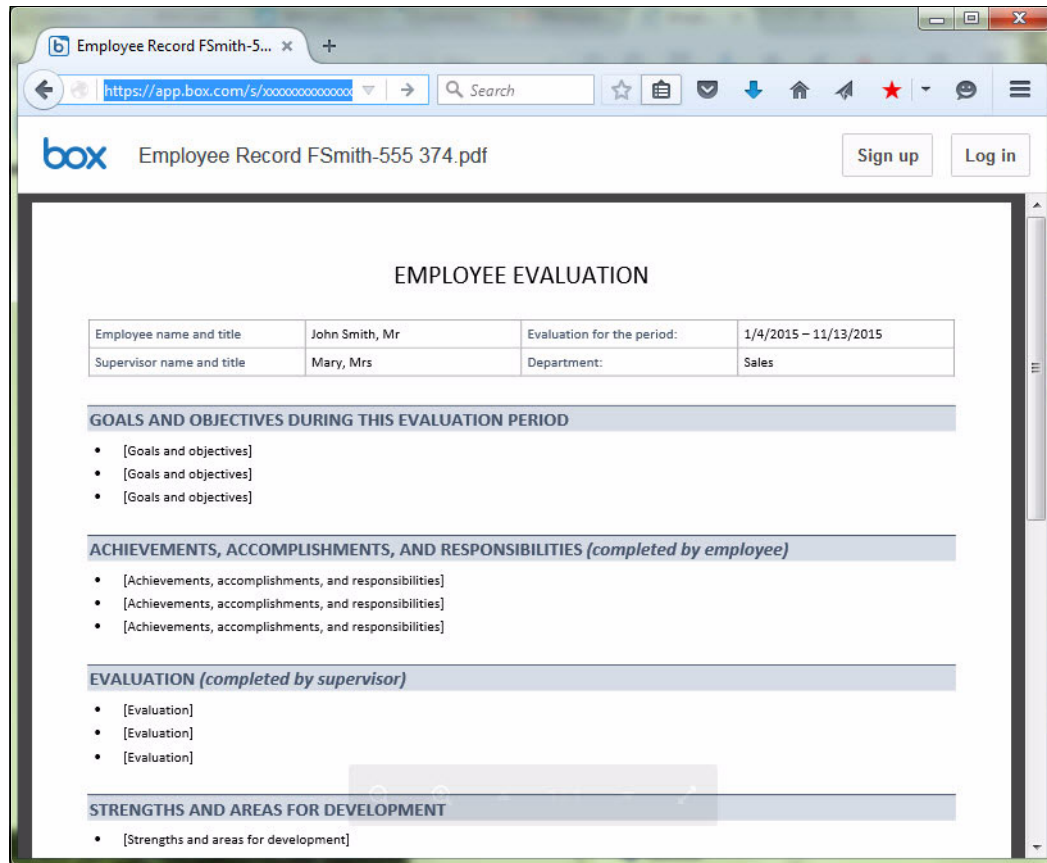 Employee Record FSmith-5...
https://app.box.com/s/xxxxxxxxxxxxxx
Search
box
Employee Record FSmith-555 374.pdf
Sign up
Log in
EMPLOYEE EVALUATION
Employee name and title John Smith, Mr Evaluation for the period: 1/4/2015 – 11/13/2015
Supervisor name and title Mary, Mrs Department: Sales
GOALS AND OBJECTIVES DURING THIS EVALUATION PERIOD
• [Goals and objectives]
• [Goals and objectives]
• [Goals and objectives]
ACHIEVEMENTS, ACCOMPLISHMENTS, AND RESPONSIBILITIES (completed by employee)
• [Achievements, accomplishments, and responsibilities]
• [Achievements, accomplishments, and responsibilities]
• [Achievements, accomplishments, and responsibilities]
EVALUATION (completed by supervisor)
• [Evaluation]
• [Evaluation]
• [Evaluation]
STRENGTHS AND AREAS FOR DEVELOPMENT
• [Strengths and areas for development]